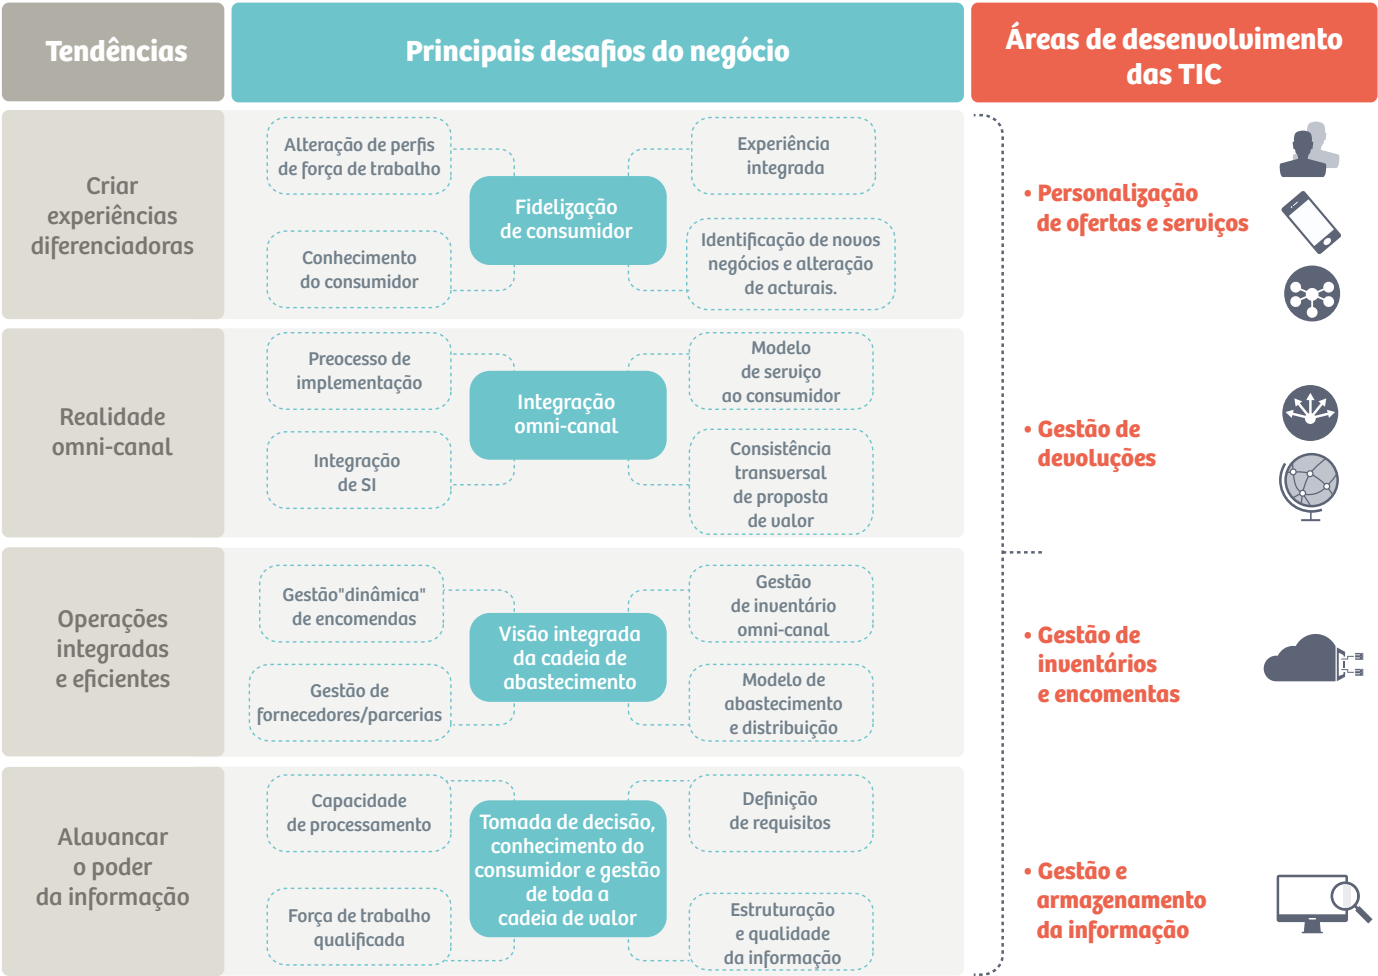 Tendências
Principais desafios do negócio
Áreas de desenvolvimento
das TIC
Criar
experiências
diferenciadoras
Alteração de perfis
de força de trabalho
Conhecimento
do consumidor
Fidelização
de consumidor
Experiência
integrada
Identificação de novos
negócios e alteração
de acturais.
• Personalização
de ofertas e serviços
Realidade
omni-canal
Preocesso de
implementação
Integração
de SI
Integração
omni-canal
Modelo
de serviço
ao consumidor
Consistência
transversal
de proposta
de valor
• Gestão de
devoluções
Operações
integradas
e eficientes
Gestão"dinâmica"
de encomendas
Gestão de
fornecedores/parcerias
Visão integrada
da cadeia de
abastecimento
Gestão
de inventário
omni-canal
Modelo de
abastecimento
e distribuição
• Gestão de
inventários
e encomentas
Alavancar
o poder
da informação
Capacidade
de processamento
Força de trabalho
qualificada
Tomada de decisão,
conhecimento do
consumidor e gestão
de toda a
cadeia de valor
Definição
de requisitos
Estruturação
e qualidade
da informação
• Gestão e
armazenamento
da informação